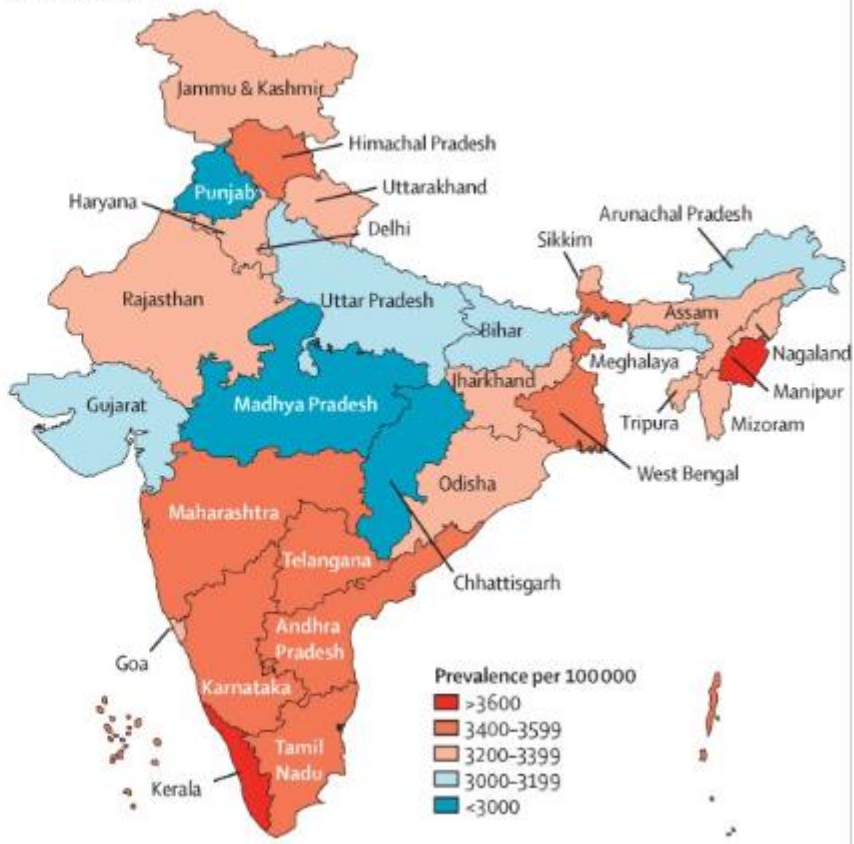 Jammu & Kashmir
Himachal Pradesh
Punjab
Uttarakhand
Haryana
Delhi
Arunachal Pradesh
Sikkim
Rajasthan
Uttar Pradesh
Assam
Bihar
Meghalaya
Nagaland
Jharkhand
Manipur
Gujarat
Madhya Pradesh
Tripura
Mizoram
West Bengal
Odisha
Maharashtra
Telangana
Chhattisgarh
Andhra
Pradesh
Goa
Karnataka
Tamil
Nadu
Kerala
Prevalence per 100 000
>3600
3400–3599
3200–3399
3000–3199
<3000